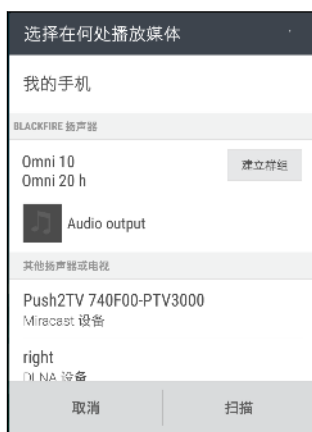 选择在何处播放媒体
我的手机
BLACKFIRE 扬声器
Omni 10
Omni 20 h
建立群组
Audio output
其他扬声器或电视
Push2TV 740F00-PTV3000
Miracast 设备
right
DLNA 设备
取消
扫描